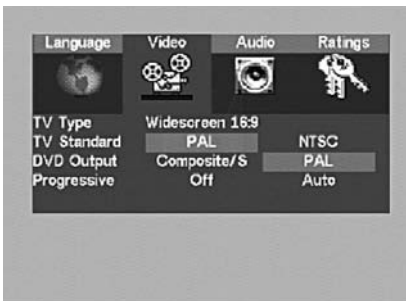 Language Video Audio Ratings
TV Type Widescreen 16:9
TV Standard PAL NTSC
DVD Output Composite/S PAL
Progressive Off Auto